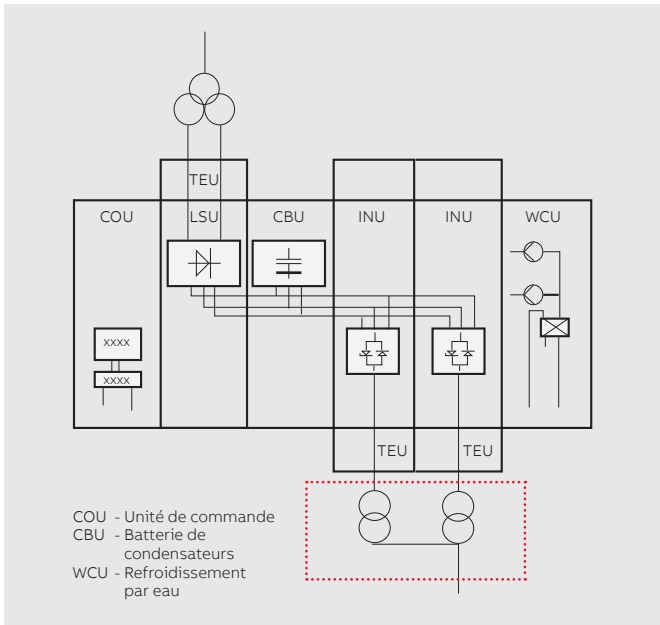 TEU
COU LSU CBU INU INU WCU
XXXX
XXXX
TEU TEU
COU - Unité de commande
CBU - Batterie de
condensateurs
WCU - Refroidissement
par eau